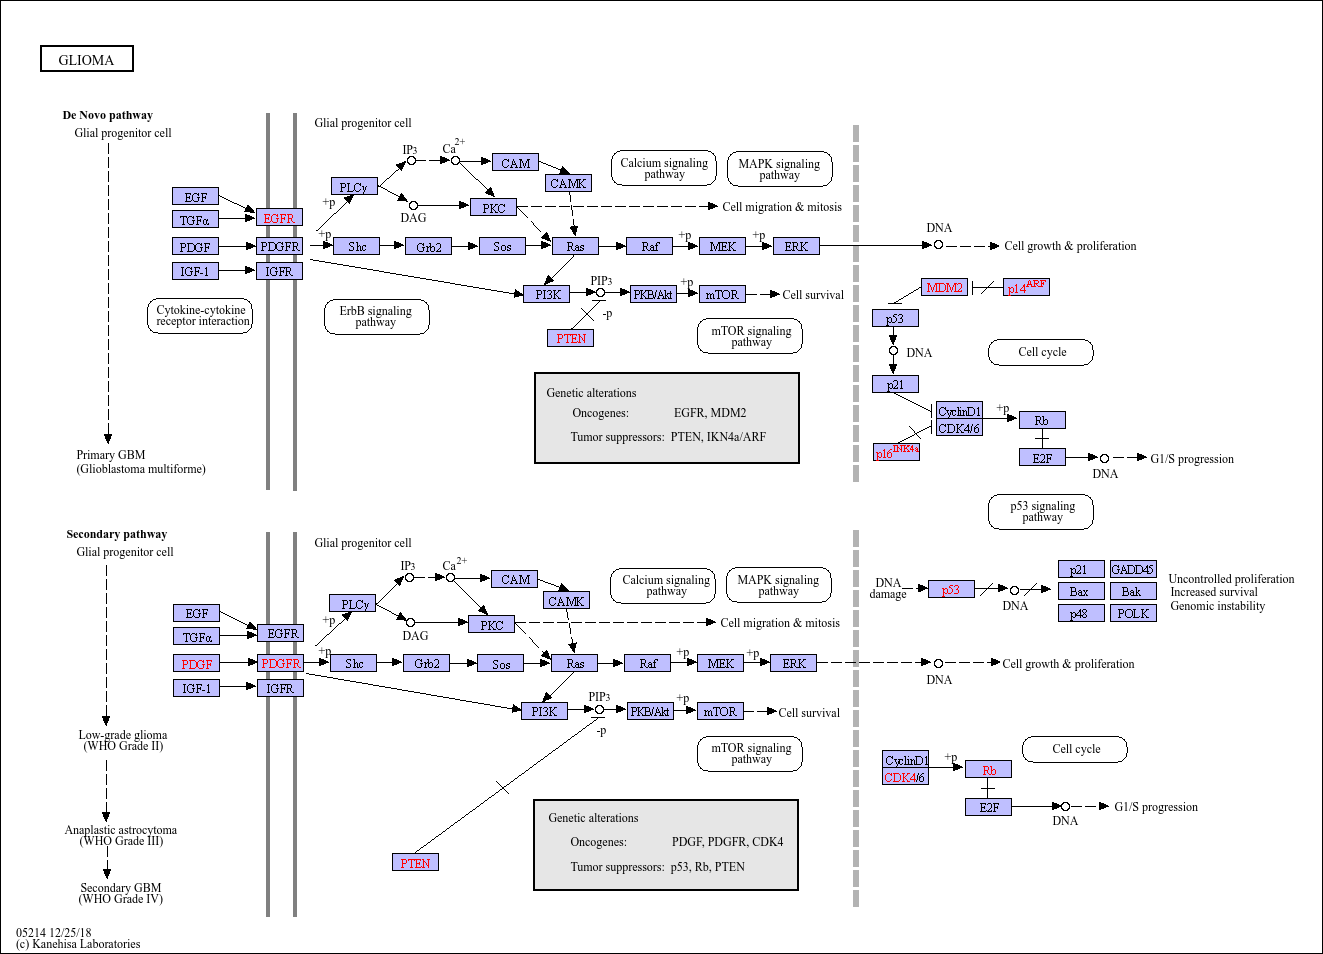 GLIOMA
De Novo pathway
Glial progenitor cell
Glial progenitor cell
IP3
Ca2+
CAM
CAMK
Calcium signaling
pathway
MAPK signaling
pathway
EGF
TGFα
EGFR
PLCγ
+p
DAG
PKC
Cell migration & mitosis
PDGF
PDGFR
+p
Shc
Grb2
Sos
Ras
Raf
+p
MEK
+p
ERK
DNA
Cell growth & proliferation
IGF-1
IGFR
PI3K
PIP3
PKB/Akt
+p
mTOR
Cell survival
-p
PTEN
Cytokine-cytokine
receptor interaction
ErbB signaling
pathway
mTOR signaling
pathway
MDM2
p14ARF
p53
DNA
Cell cycle
p21
CyclinD1
CDK4/6
+p
Rb
p16INK4a
E2F
DNA
G1/S progression
Genetic alterations
Oncogenes: EGFR, MDM2
Tumor suppressors: PTEN, IKN4a/ARF
Primary GBM
(Glioblastoma multiforme)
p53 signaling
pathway
Secondary pathway
Glial progenitor cell
Glial progenitor cell
IP3
Ca2+
CAM
CAMK
Calcium signaling
pathway
MAPK signaling
pathway
EGF
TGFα
EGFR
PLCγ
+p
DAG
PKC
Cell migration & mitosis
PDGF
PDGFR
+p
Shc
Grb2
Sos
Ras
Raf
+p
MEK
+p
ERK
DNA
Cell growth & proliferation
IGF-1
IGFR
PI3K
PIP3
PKB/Akt
+p
mTOR
Cell survival
-p
PTEN
mTOR signaling
pathway
DNA
damage
p53
DNA
p21
GADD45
Bax
Bak
p48
POLK
Uncontrolled proliferation
Increased survival
Genomic instability
Cell cycle
CyclinD1
CDK4/6
+p
Rb
E2F
DNA
G1/S progression
Genetic alterations
Oncogenes: PDGF, PDGFR, CDK4
Tumor suppressors: p53, Rb, PTEN
Low-grade glioma
(WHO Grade II)
Anaplastic astrocytoma
(WHO Grade III)
Secondary GBM
(WHO Grade IV)
05214 12/25/18
(c) Kanehisa Laboratories